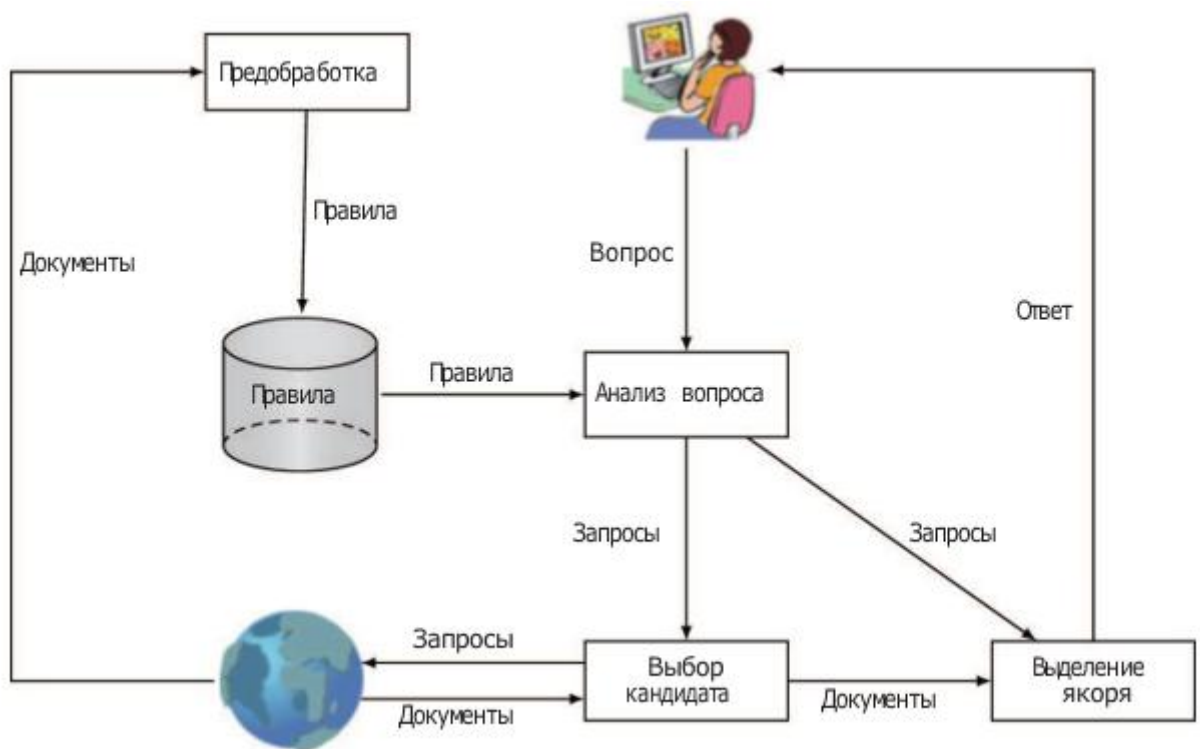 Предобработка
Правила
Документы
Вопрос
Ответ
Правила
Правила
Анализ вопроса
Запросы
Запросы
Запросы
Выбор
кандидата
Документы
Документы
Выделение
якоря